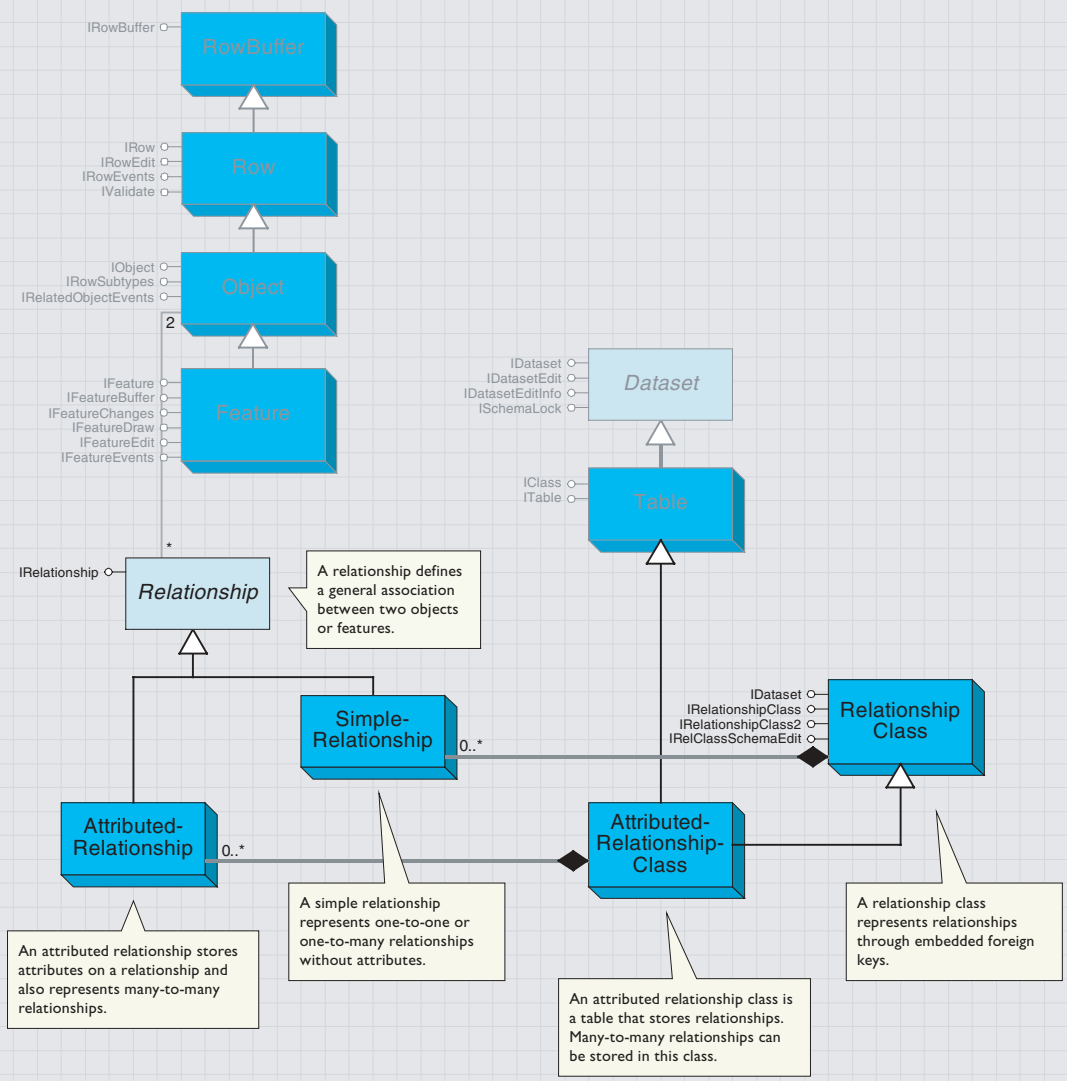 IRowBuffer
RowBuffer
IRow
IRowEdit
IRowEvents
IValidate
Row
IObject
IRowSubtypes
IRelatedObjectEvents
Object
2
IFeature
IFeatureBuffer
IFeatureChanges
IFeatureDraw
IFeatureEdit
IFeatureEvents
Feature
IDataset
IDatasetEdit
IDatasetEditInfo
ISchemaLock
Dataset
IClass
ITable
Table
*
IRelationship
Relationship
A relationship defines
a general association
between two objects
or features.
Simple-
Relationship
0..*
IDataset
IRelationshipClass
IRelationshipClass2
IRelClassSchemaEdit
Relationship
Class
Attributed-
Relationship
0..*
Attributed-
Relationship-
Class
A simple relationship
represents one-to-one or
one-to-many relationships
without attributes.
A relationship class
represents relationships
through embedded foreign
keys.
An attributed relationship stores
attributes on a relationship and
also represents many-to-many
relationships.
An attributed relationship class is
a table that stores relationships.
Many-to-many relationships can
be stored in this class.